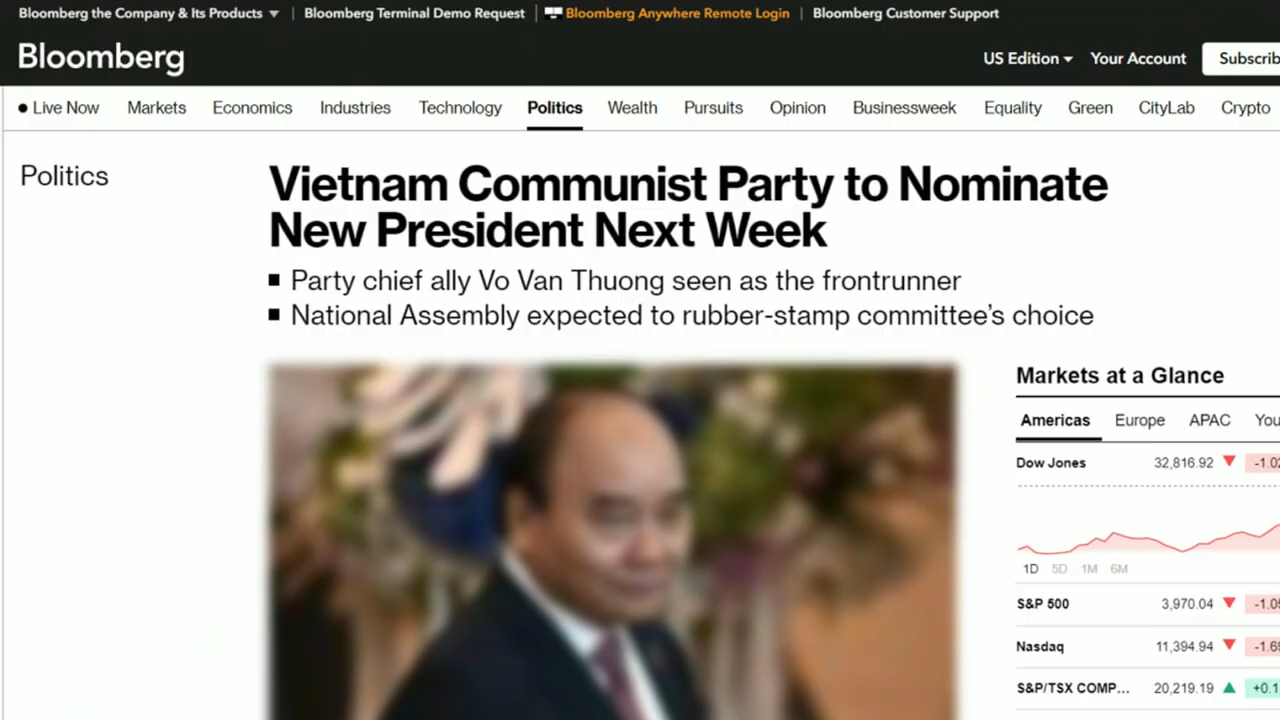 Bloomberg the Company & Its Products
Bloomberg Terminal Demo Request
Bloomberg Anywhere Remote Login
Bloomberg Customer Support
Bloomberg
US Edition
Your Account
Live Now
Markets
Economics
Industries
Technology
Politics
Wealth
Pursuits
Opinion
Businessweek
Equality
Green
CityLab
Crypto
Politics
Vietnam Communist Party to Nominate
New President Next Week
Party chief ally Vo Van Thuong seen as the frontrunner
National Assembly expected to rubber-stamp committee's choice
Markets at a Glance
Americas
Europe
APAC
Dow Jones
32,816.92
1D 5D 1M 6M
S&P 500
3,970.04
Nasdaq
11,394.94
S&P/TSX COMP...
20,219.19